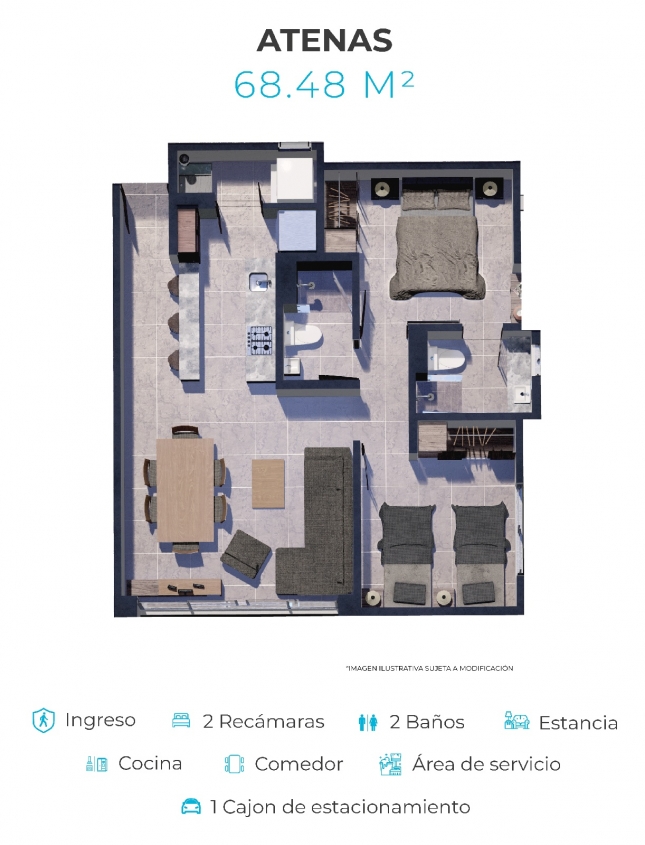 ATENAS
68.48 M²
*IMAGEN ILUSTRATIVA SUJETA A MODIFICACIÓN
Ingreso
2 Recámaras
2 Baños
Estancia
Cocina
Comedor
Área de servicio
1 Cajon de estacionamiento